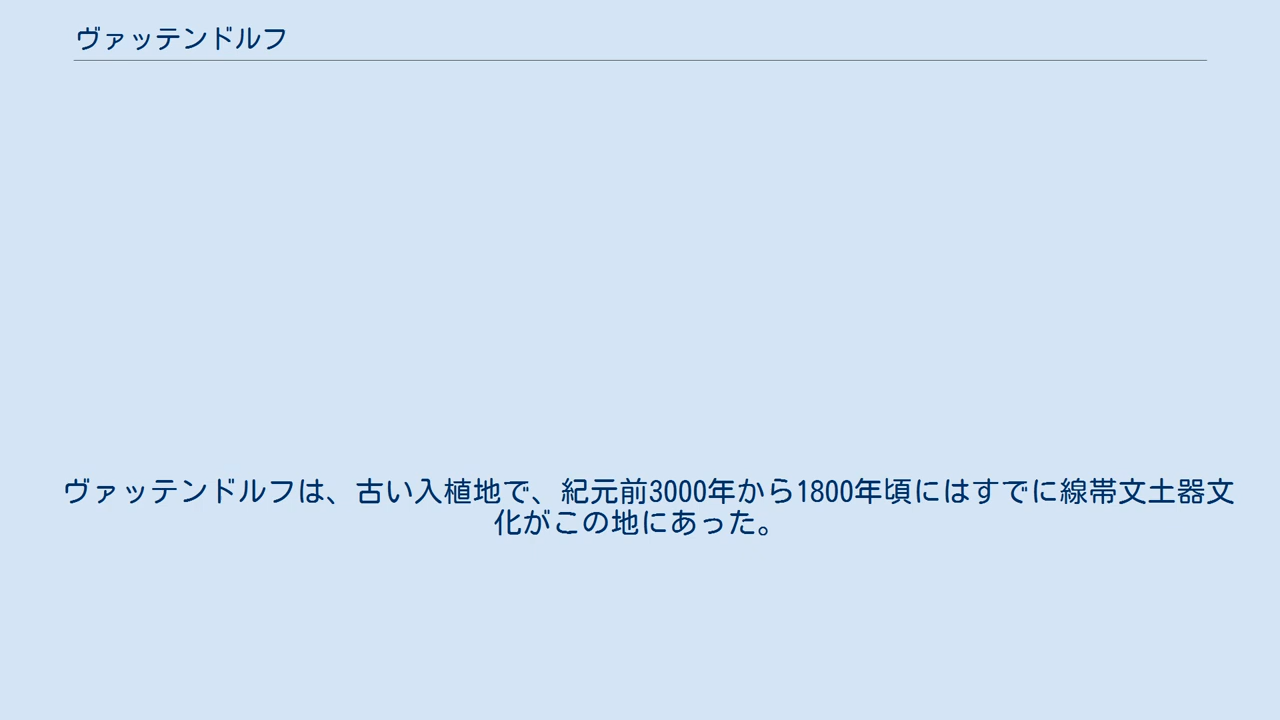 ヴァッテンドルフ
ヴァッテンドルフは、古い入植地で、紀元前3000年から1800年頃にはすでに線帯文土器文
化がこの地にあった。